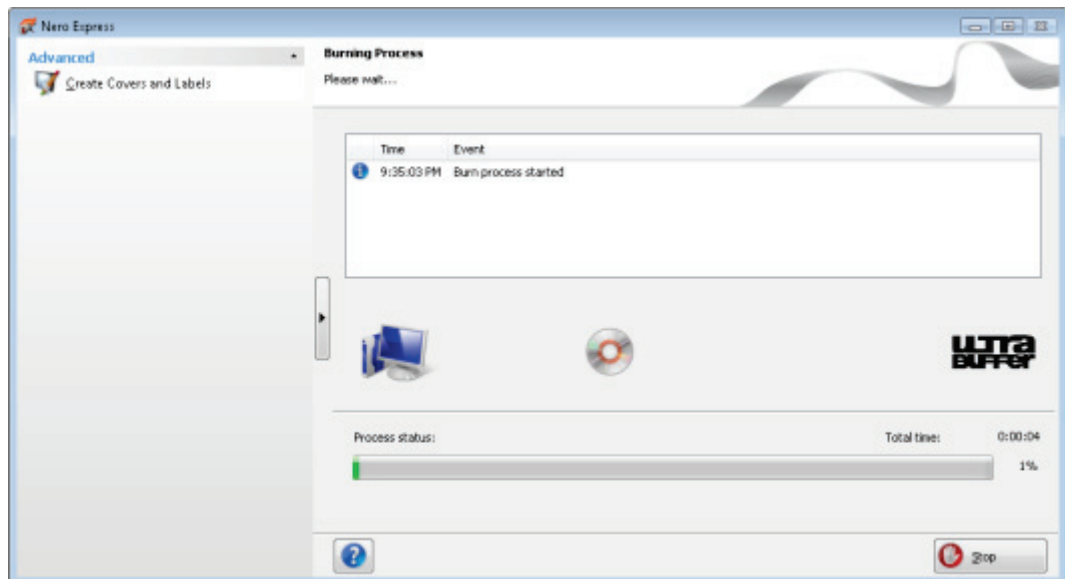 Nero Express
Advanced
Create Covers and Labels
Burning Process
Please wait...
Time Event
9:35:03 PM Burn process started
ULTRA
BUFFER
Process status: Total time: 0:00:04
1%
Stop